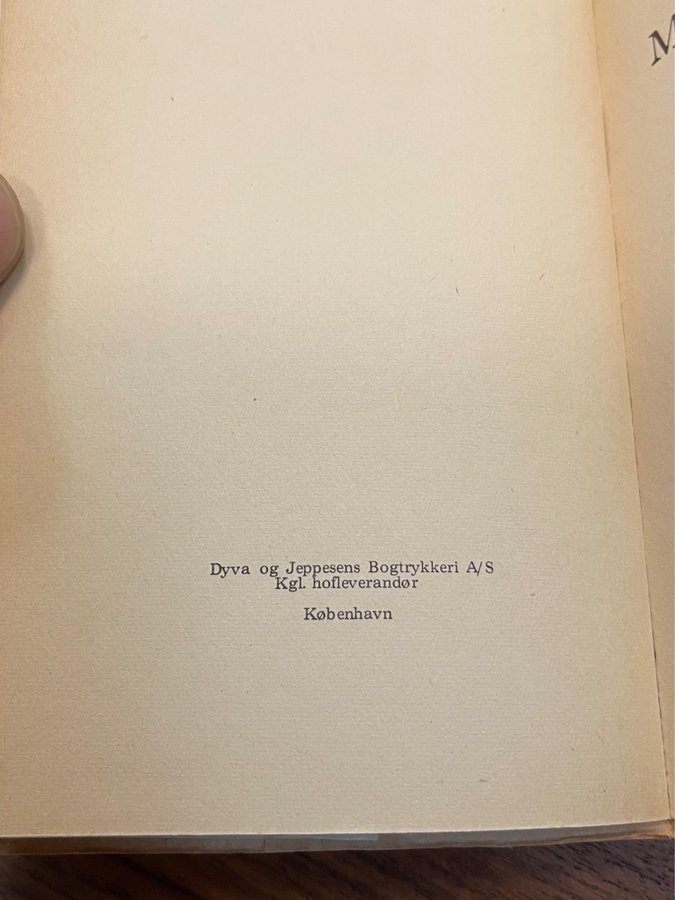 M
Dyva og Jeppesens Bogtrykkeri A/S
Kgl. hofleverandør
København